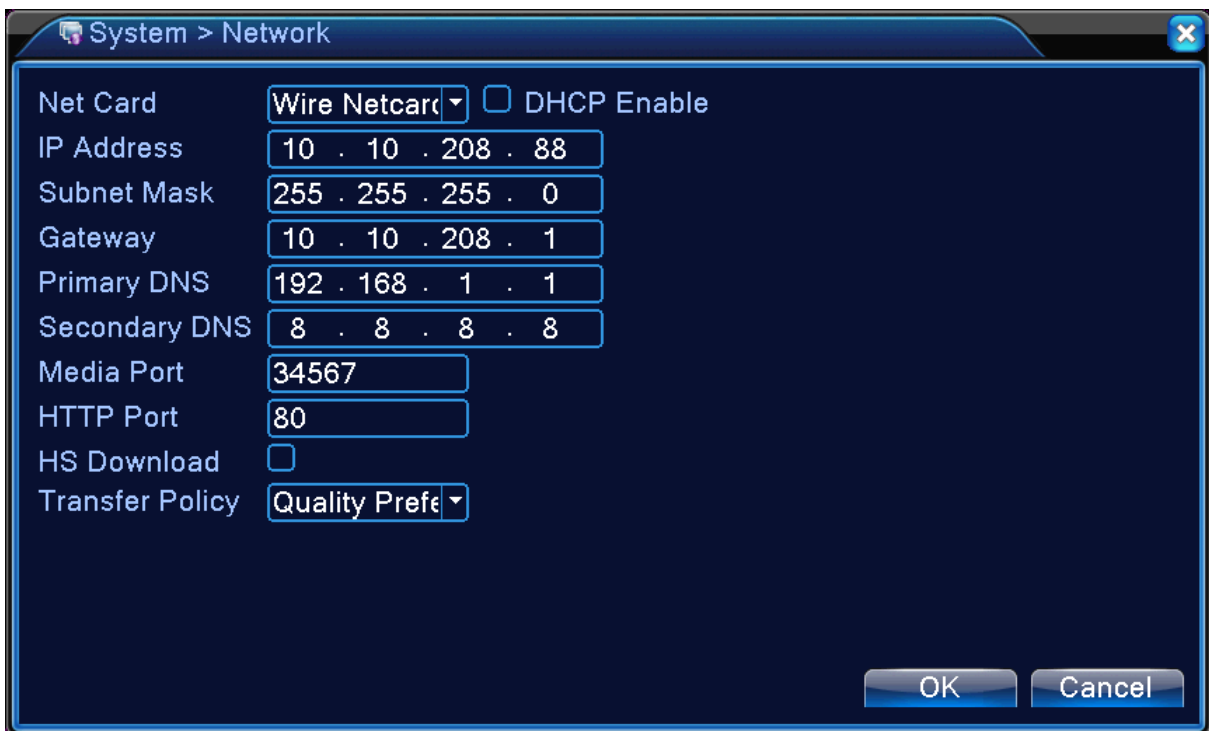 System > Network
Net Card Wire Netcard DHCP Enable
IP Address 10 . 10 . 208 . 88
Subnet Mask 255 . 255 . 255 . 0
Gateway 10 . 10 . 208 . 1
Primary DNS 192 . 168 . 1 . 1
Secondary DNS 8 . 8 . 8 . 8
Media Port 34567
HTTP Port 80
HS Download
Transfer Policy Quality Prefe
OK Cancel